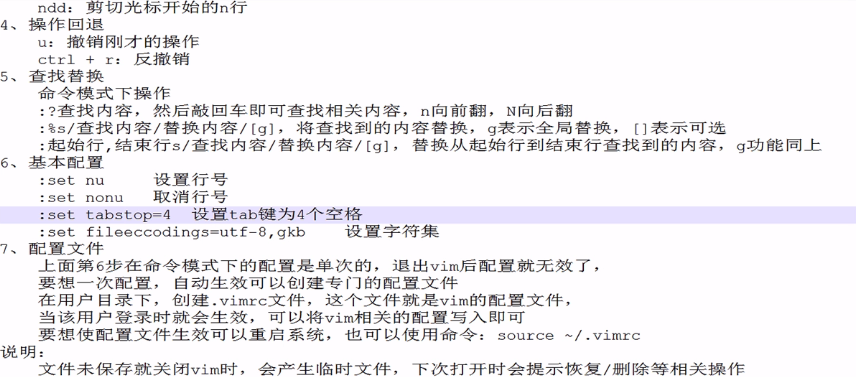 ndd：剪切光标开始的n行
4、操作回退
u：撤销刚才的操作
ctrl + r：反撤销
5、查找替换
命令模式下操作
:?查找内容，然后敲回车即可查找相关内容，n向前翻，N向后翻
:%s/查找内容/替换内容/[g]，将查找到的内容替换，g表示全局替换，[]表示可选
:起始行,结束行s/查找内容/替换内容/[g]，替换从起始行到结束行查找到的内容，g功能同上
6、基本配置
:set nu 设置行号
:set nonu 取消行号
:set tabstop=4 设置tab键为4个空格
:set fileeccodings=utf-8,gkb 设置字符集
7、配置文件
上面第6步在命令模式下的配置是单次的，退出vim后配置就无效了，
要想一次配置，自动生效可以创建专门的配置文件
在用户目录下，创建.vimrc文件，这个文件就是vim的配置文件，
当该用户登录时就会生效，可以将vim相关的配置写入即可
要想使配置文件生效可以重启系统，也可以使用命令：source ~/.vimrc
说明：
文件未保存就关闭vim时，会产生临时文件，下次打开时会提示恢复/删除等相关操作